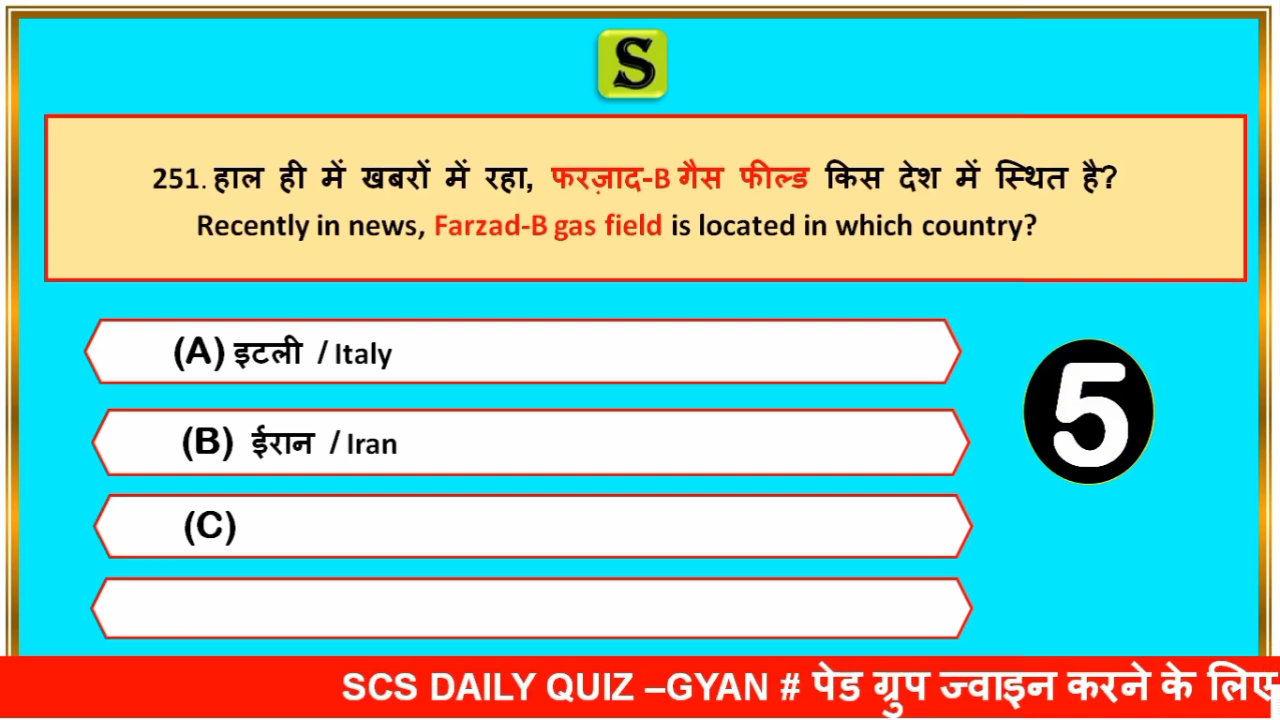 S
251. हाल ही में खबरों में रहा, फरज़ाद-B गैस फील्ड किस देश में स्थित है?
Recently in news, Farzad-B gas field is located in which country?
(A) इटली / Italy
(B) ईरान / Iran
5
(C)
SCS DAILY QUIZ –GYAN # पेड ग्रुप ज्वाइन करने के लिए